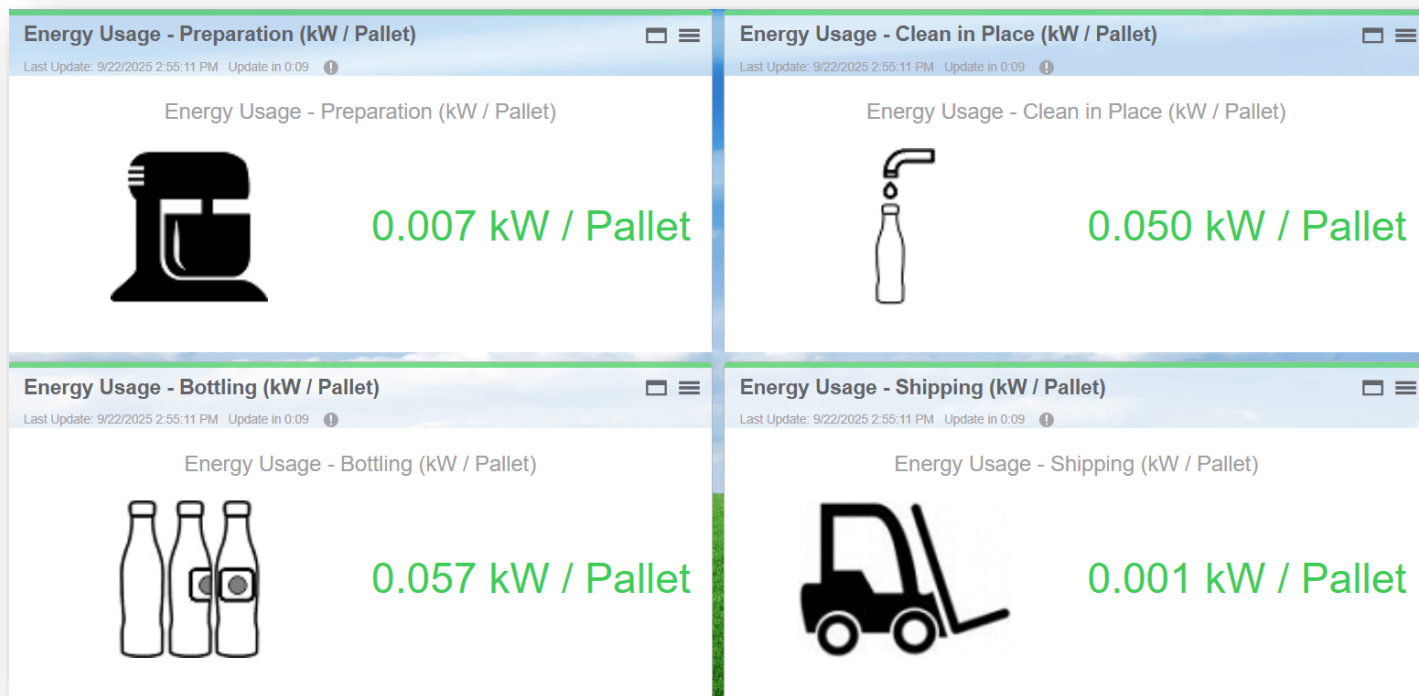 Energy Usage - Preparation (kW / Pallet)
Last Update: 9/22/2025 2:55:11 PM Update in 0:09
Energy Usage - Preparation (kW / Pallet)
0.007 kW / Pallet
Energy Usage - Clean in Place (kW / Pallet)
Last Update: 9/22/2025 2:55:11 PM Update in 0:09
Energy Usage - Clean in Place (kW / Pallet)
0.050 kW / Pallet
Energy Usage - Bottling (kW / Pallet)
Last Update: 9/22/2025 2:55:11 PM Update in 0:09
Energy Usage - Bottling (kW / Pallet)
0.057 kW / Pallet
Energy Usage - Shipping (kW / Pallet)
Last Update: 9/22/2025 2:55:11 PM Update in 0:09
Energy Usage - Shipping (kW / Pallet)
0.001 kW / Pallet